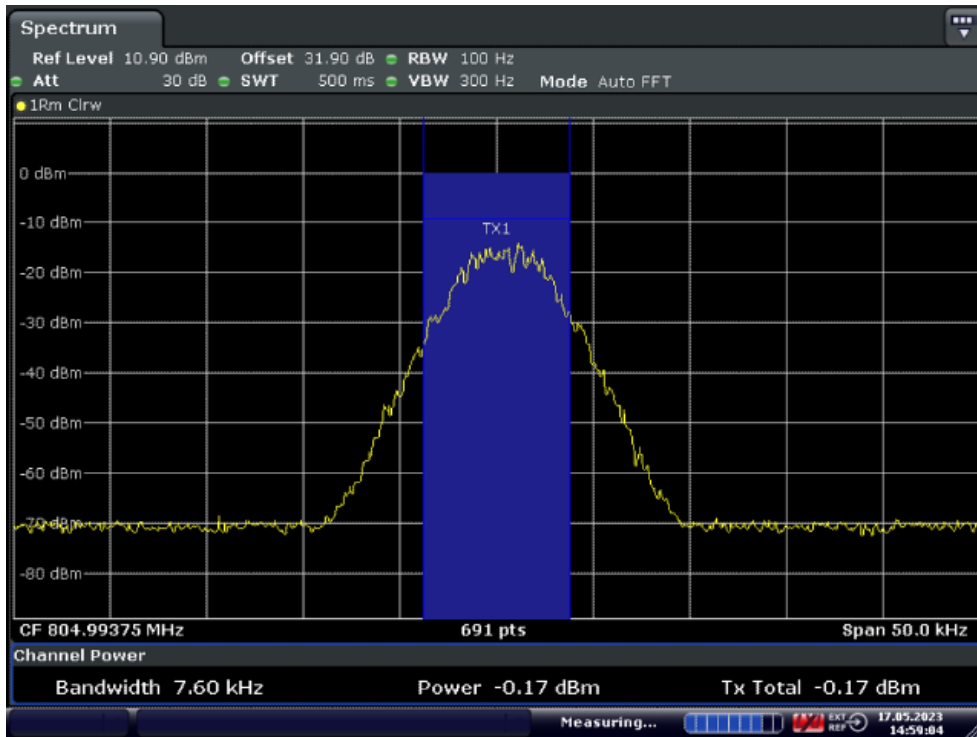 Spectrum
Ref Level 10.90 dBm Offset 31.90 dB RBW 100 Hz
Att 30 dB SWT 500 ms VBW 300 Hz Mode Auto FFT
1Rm Clrw
0 dBm
-10 dBm
TX1
-20 dBm
-30 dBm
-40 dBm
-50 dBm
-60 dBm
-70 dBm
-80 dBm
CF 804.99375 MHz 691 pts Span 50.0 kHz
Channel Power
Bandwidth 7.60 kHz Power -0.17 dBm Tx Total -0.17 dBm
Measuring... EXT REF 17.05.2023
14:59:04